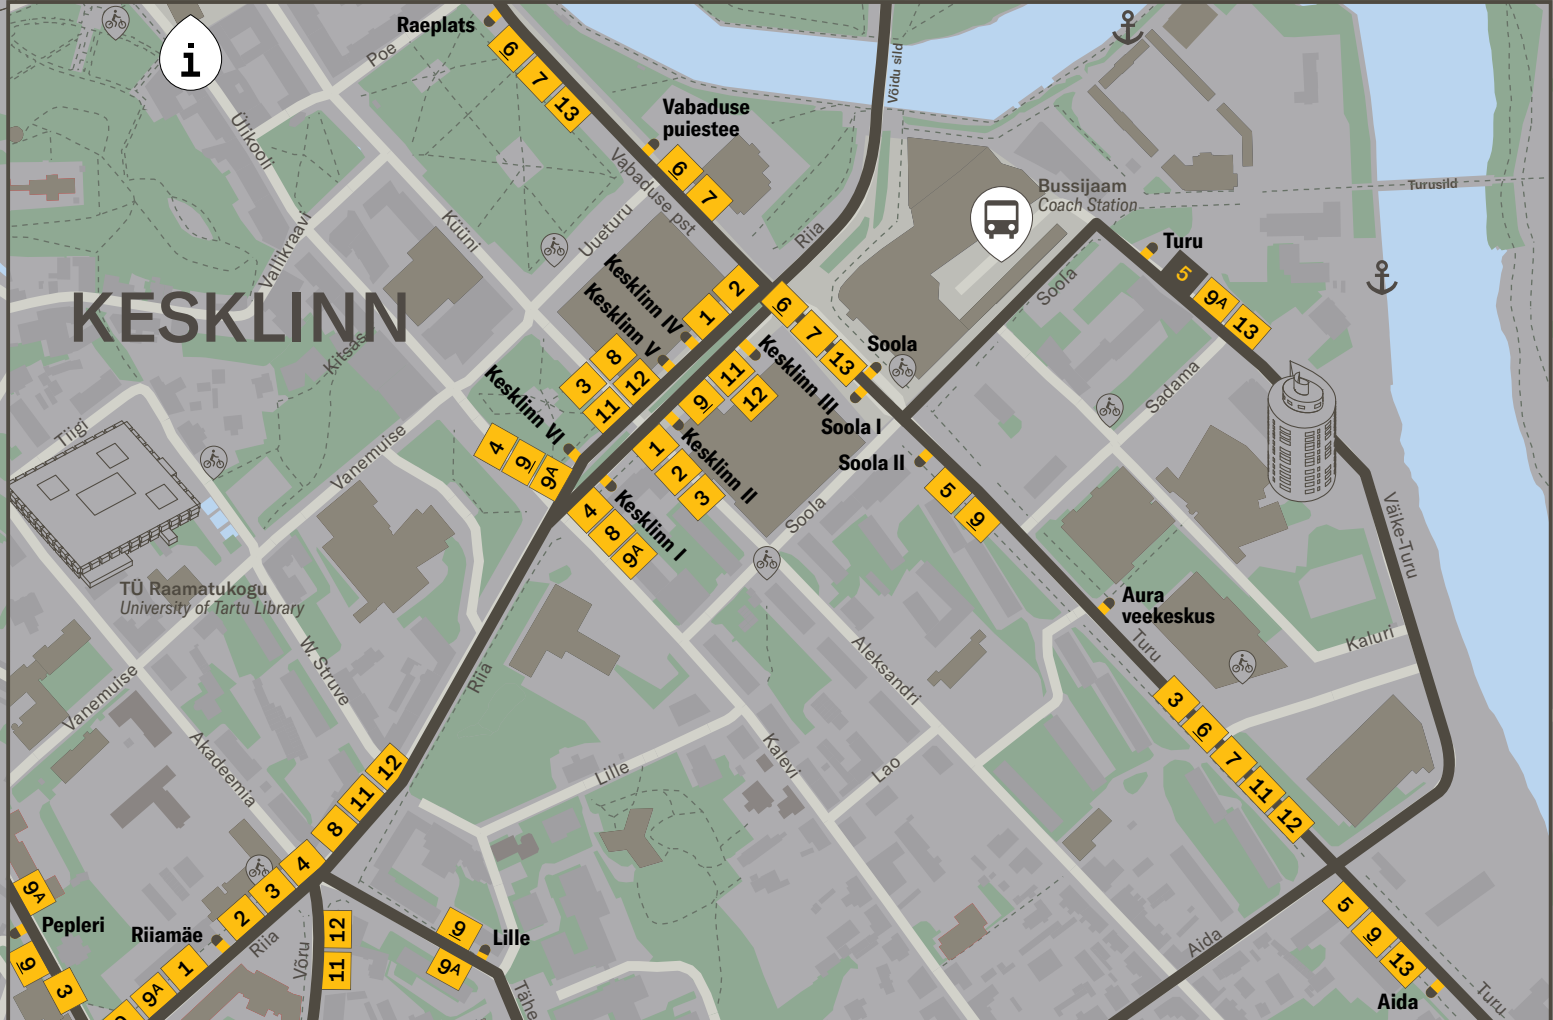 Raeplats
6
7
13
Poe
i
Võidu sild
Vabaduse
puiestee
6
7
Ülikooli
Vabaduse pst
Küüni
Uueturu
Riia
Vallikraavi
Bussijaam
Coach Station
Turusild
Turu
5
9A
13
Soola
KESKLINN
Kitsas
Kesklinn IV
Kesklinn V
1
2
6
7
13
Soola
3
8
11
12
9
11
12
Kesklinn III
Soola I
Soola II
Kesklinn VI
4
9
9A
1
2
3
Kesklinn II
4
8
9A
Kesklinn I
5
9
Soola
Sadama
Tiigi
Vanemuise
TÜ Raamatukogu
University of Tartu Library
Väike-Turu
Aura
veekeskus
Turu
Kaluri
W. Struve
Riia
Aleksandri
Vanemuise
Akadeemia
Lille
Kalevi
Lao
3
6
7
11
12
12
11
8
4
3
2
1
9A
Riiamäe
Riia
9A
Pepleri
9
3
12
11
Võru
9
9A
Lille
Tähe
Aida
5
9
13
Aida
Turu